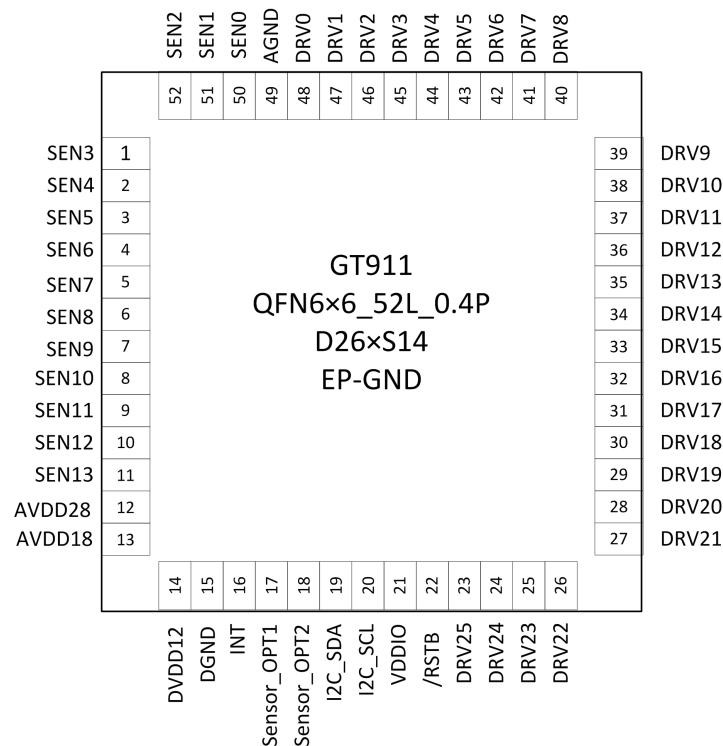 SEN2 SEN1 SEN0 AGND DRV0 DRV1 DRV2 DRV3 DRV4 DRV5 DRV6 DRV7 DRV8
52 51 50 49 48 47 46 45 44 43 42 41 40
SEN3 1 39 DRV9
SEN4 2 38 DRV10
SEN5 3 37 DRV11
SEN6 4 36 DRV12
SEN7 5 35 DRV13
SEN8 6 34 DRV14
SEN9 7 33 DRV15
SEN10 8 32 DRV16
SEN11 9 31 DRV17
SEN12 10 30 DRV18
SEN13 11 29 DRV19
AVDD28 12 28 DRV20
AVDD18 13 27 DRV21
GT911
QFN6×6_52L_0.4P
D26×S14
EP-GND
14 15 16 17 18 19 20 21 22 23 24 25 26
DVDD12 DGND INT Sensor_OPT1 Sensor_OPT2 I2C_SDA I2C_SCL VDDIO /RSTB DRV25 DRV24 DRV23 DRV22